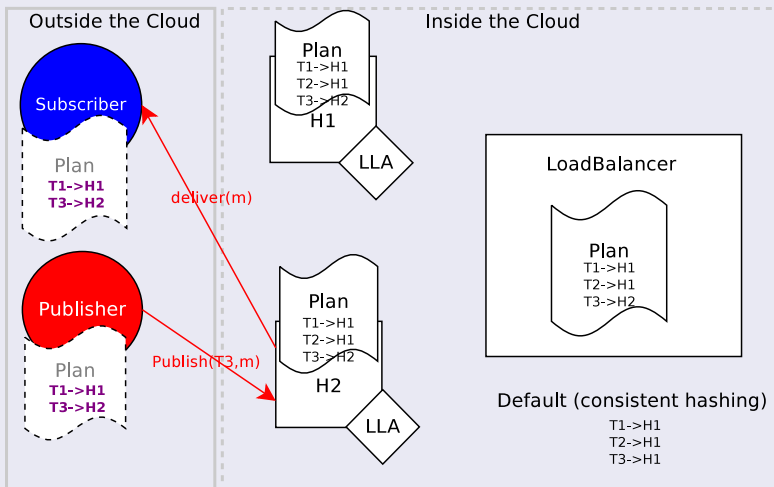 Outside the Cloud
Subscriber
Plan
T1->H1
T3->H2
Publisher
Plan
T1->H1
T3->H2
deliver(m)
Publish(T3,m)
Inside the Cloud
Plan
T1->H1
T2->H1
T3->H2
H1
LLA
Plan
T1->H1
T2->H1
T3->H2
H2
LLA
LoadBalancer
Plan
T1->H1
T2->H1
T3->H2
Default (consistent hashing)
T1->H1
T2->H1
T3->H1